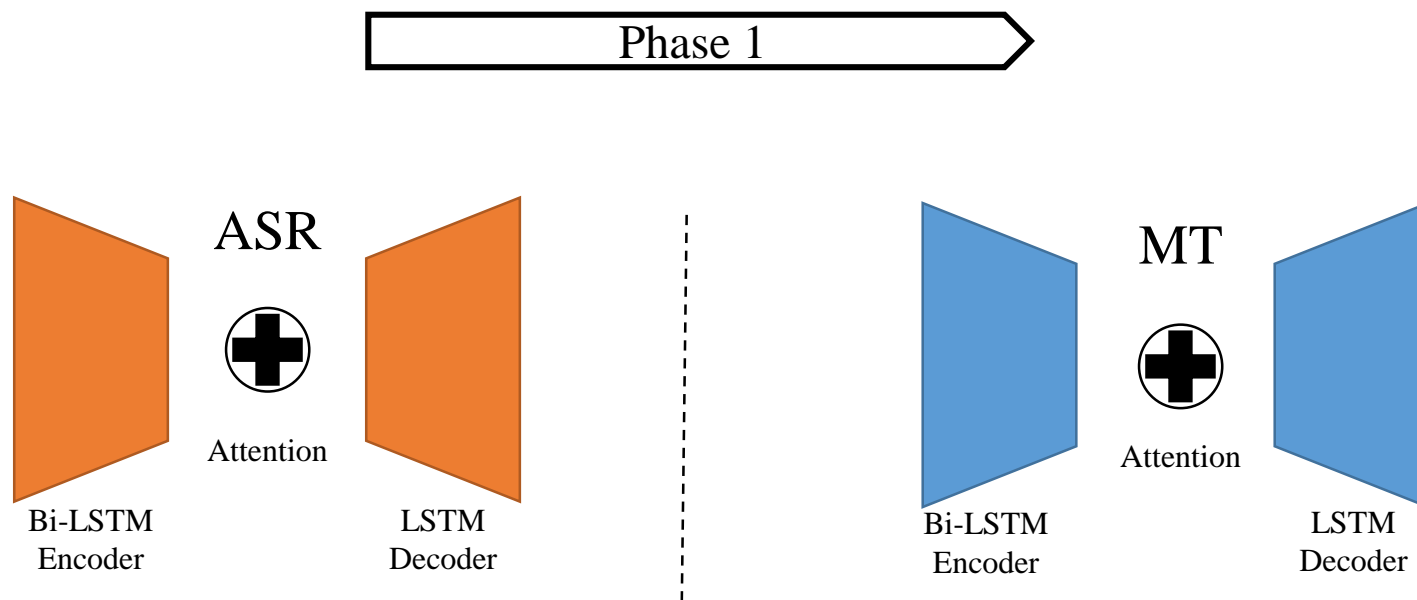 Phase 1
ASR
Attention
Bi-LSTM
Encoder
LSTM
Decoder
MT
Attention
Bi-LSTM
Encoder
LSTM
Decoder